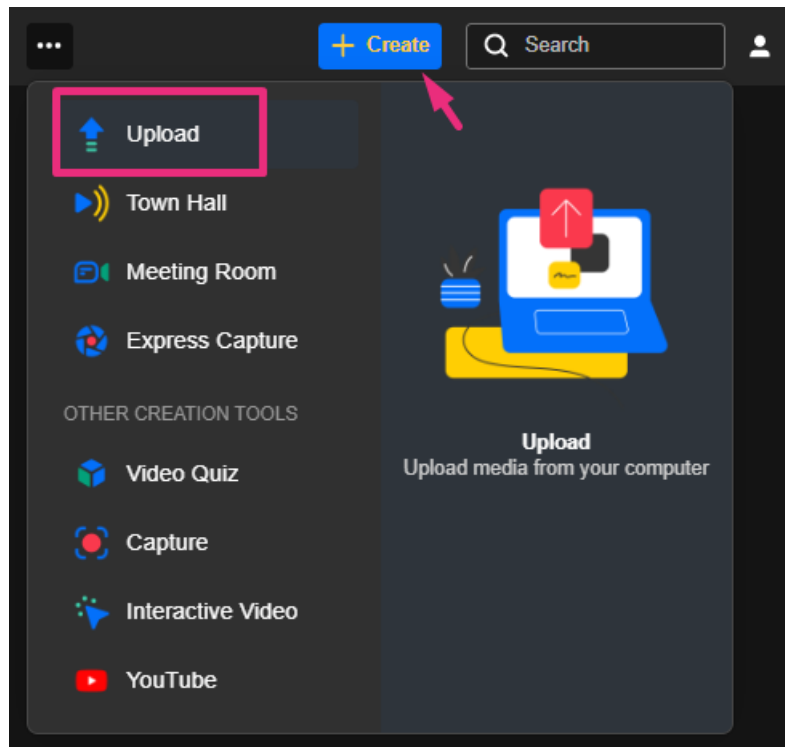 + Create
Search
Upload
Town Hall
Meeting Room
Express Capture
OTHER CREATION TOOLS
Video Quiz
Capture
Interactive Video
YouTube
Upload
Upload media from your computer